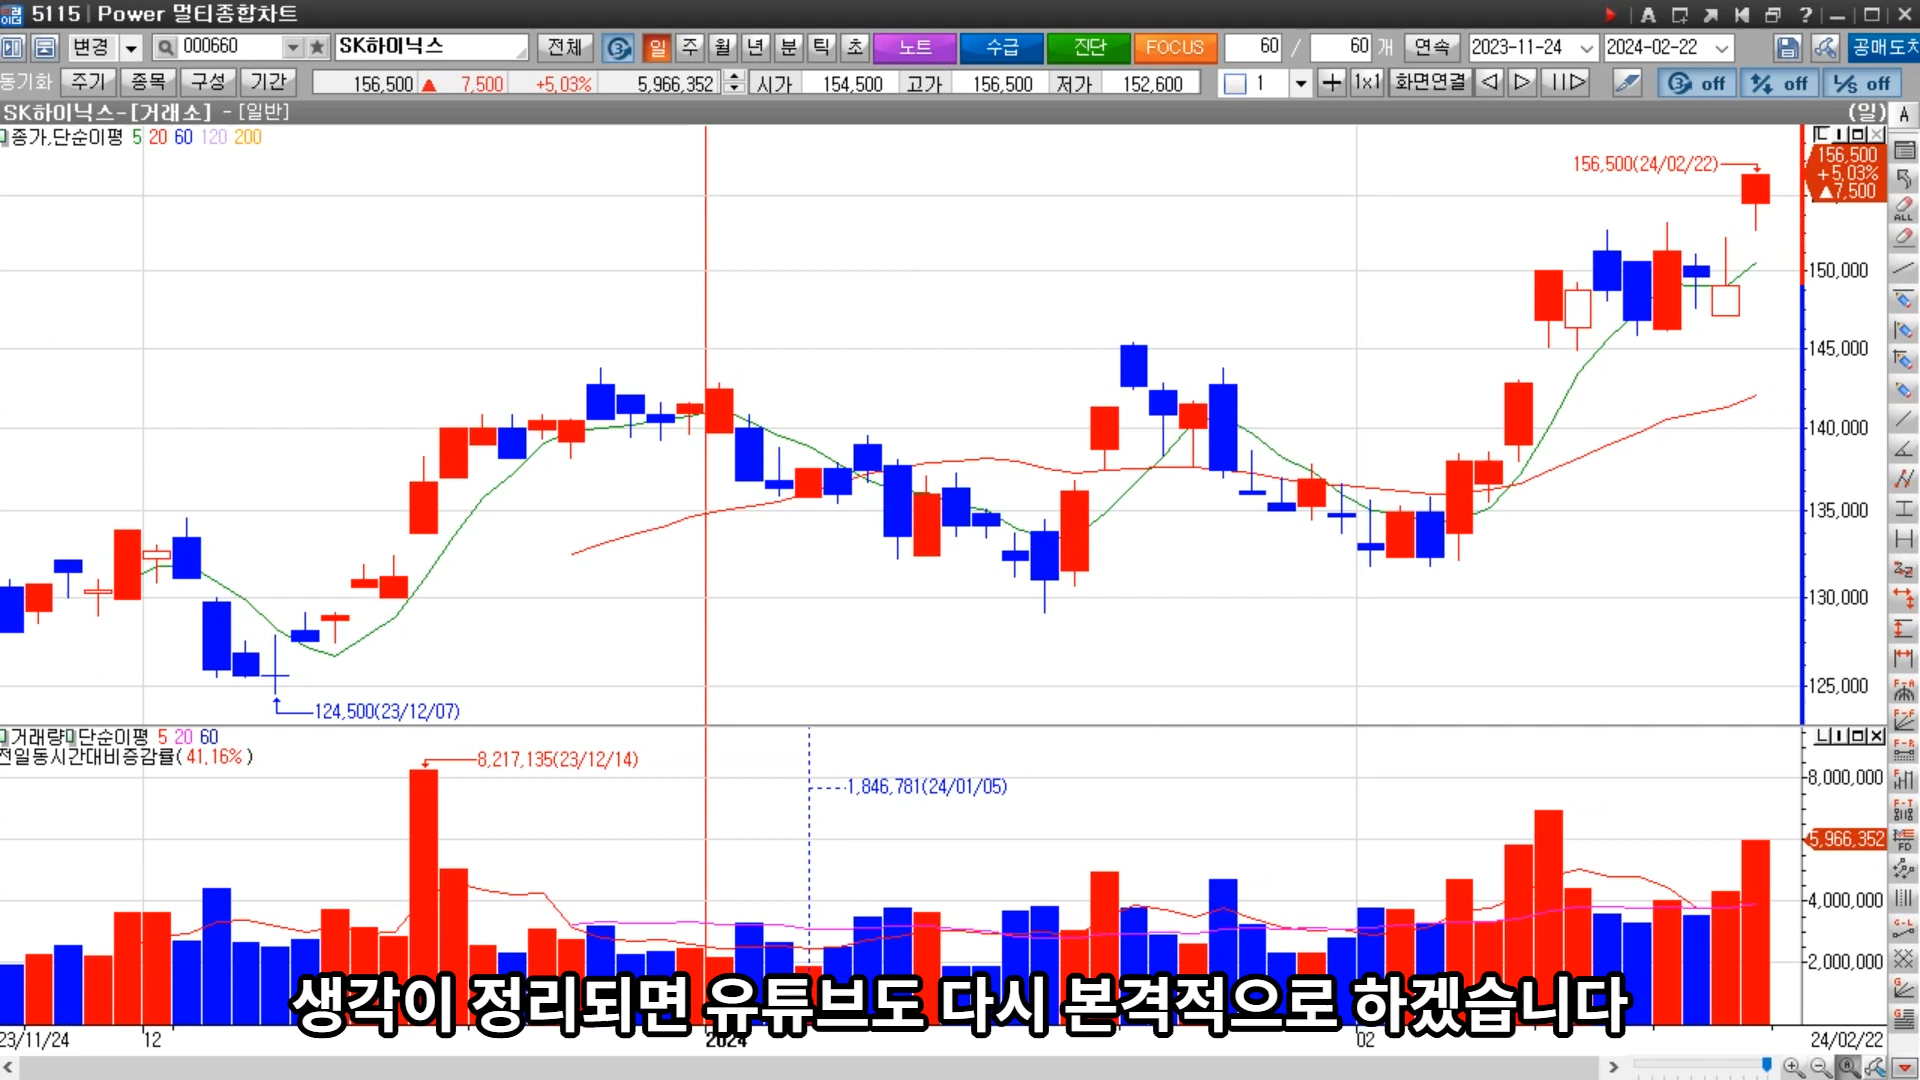 5115 Power 멀티종합차트
변경 000660 SK하이닉스 전체 일 주 월 년 분 틱 초 노트 수급 진단 FOCUS 60 / 60 개 연속 2023-11-24 2024-02-22 공매도차
동기화 주기 종목 구성 기간 156,500 ▲ 7,500 +5,03% 5,966,352 시가 154,500 고가 156,500 저가 152,600 1 1x1 화면연결 off off off
SK하이닉스-[거래소] - [일반] (일) A
종가,단순이평 5 20 60 120 200
156,500(24/02/22)
156,500
+5,03%
▲7,500
150,000
145,000
140,000
135,000
130,000
125,000
124,500(23/12/07)
거래량 단순이평 5 20 60
전일동시간대비증감률( 41,16% )
8,217,135(23/12/14)
1,846,781(24/01/05)
8,000,000
5,966,352
4,000,000
2,000,000
생각이 정리되면 유튜브도 다시 본격적으로 하겠습니다
23/11/24 12 2024 02 24/02/22